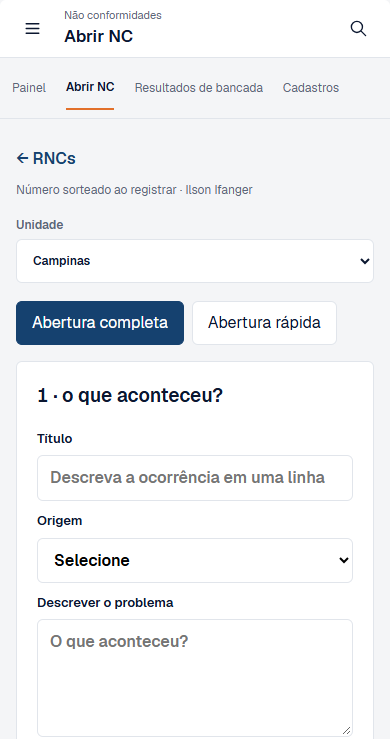 Não conformidades
Abrir NC
Painel Abrir NC Resultados de bancada Cadastros
← RNCs
Número sorteado ao registrar · Ilson Ifanger
Unidade
Campinas
Abertura completa Abertura rápida
1 · o que aconteceu?
Título
Descreva a ocorrência em uma linha
Origem
Selecione
Descrever o problema
O que aconteceu?